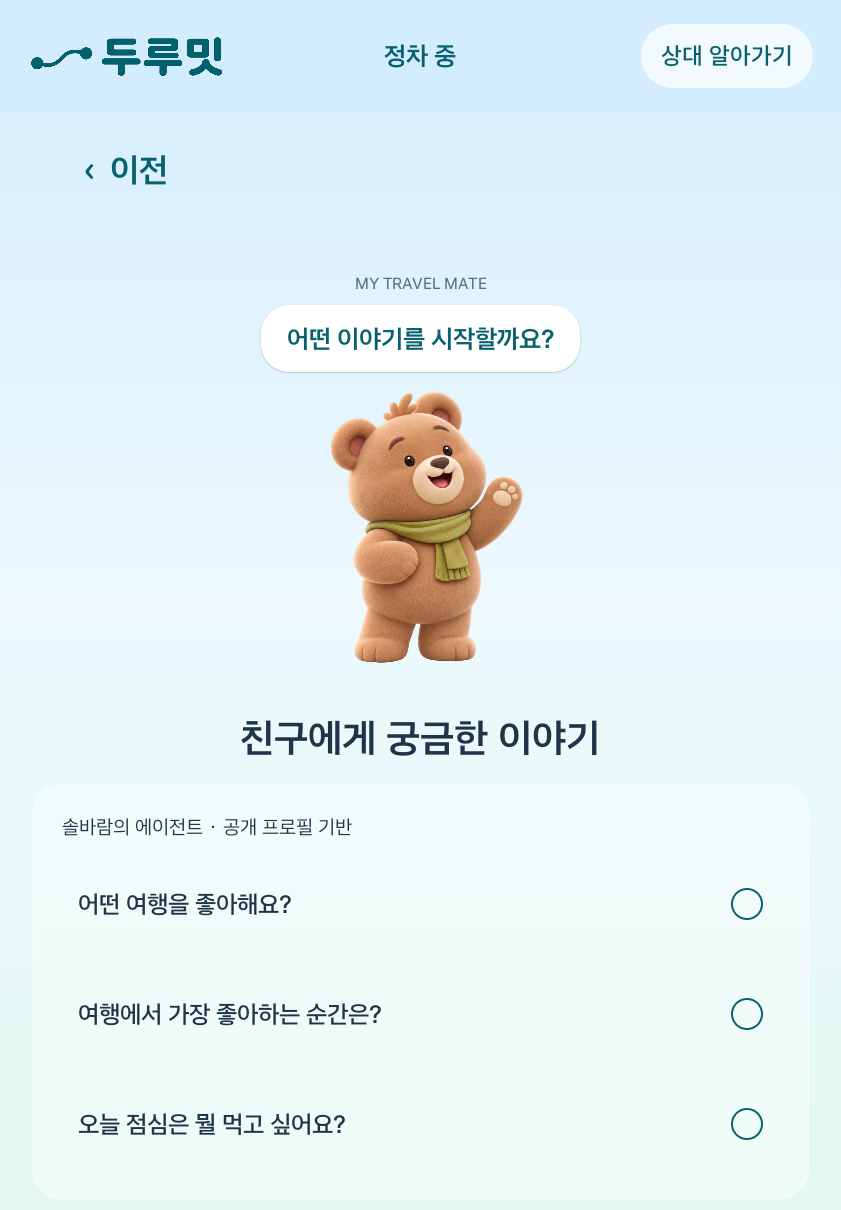 두루밋
정차 중
상대 알아가기
‹ 이전
MY TRAVEL MATE
어떤 이야기를 시작할까요?
친구에게 궁금한 이야기
솔바람의 에이전트 · 공개 프로필 기반
어떤 여행을 좋아해요?
여행에서 가장 좋아하는 순간은?
오늘 점심은 뭘 먹고 싶어요?